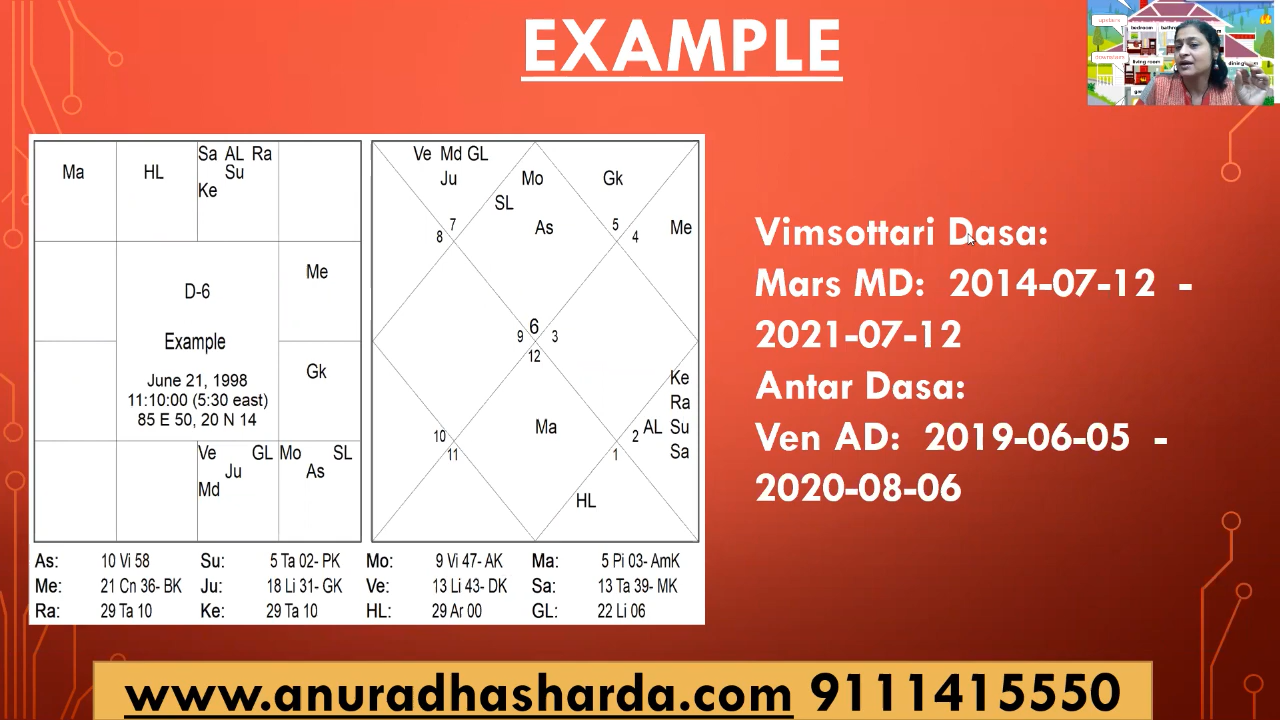 EXAMPLE
upstairs
bedroom
downstairs
living room
Ma HL Sa AL Ra
Su
Ke
Me
D-6
Example
Gk
June 21, 1998
11:10:00 (5:30 east)
85 E 50, 20 N 14
Ve GL Mo SL
Ju As
Md
Ve Md GL
Ju Mo Gk
SL
As Me
7 5
8 4
6
9 3
12
Ke
Ra
Ma AL Su
10 2
Sa
11 1
HL
As: 10 Vi 58 Su: 5 Ta 02- PK Mo: 9 Vi 47- AK Ma: 5 Pi 03- AmK
Me: 21 Cn 36- BK Ju: 18 Li 31- GK Ve: 13 Li 43- DK Sa: 13 Ta 39- MK
Ra: 29 Ta 10 Ke: 29 Ta 10 HL: 29 Ar 00 GL: 22 Li 06
Vimsottari Dasa:
Mars MD: 2014-07-12 -
2021-07-12
Antar Dasa:
Ven AD: 2019-06-05 -
2020-08-06
www.anuradhasharda.com 9111415550